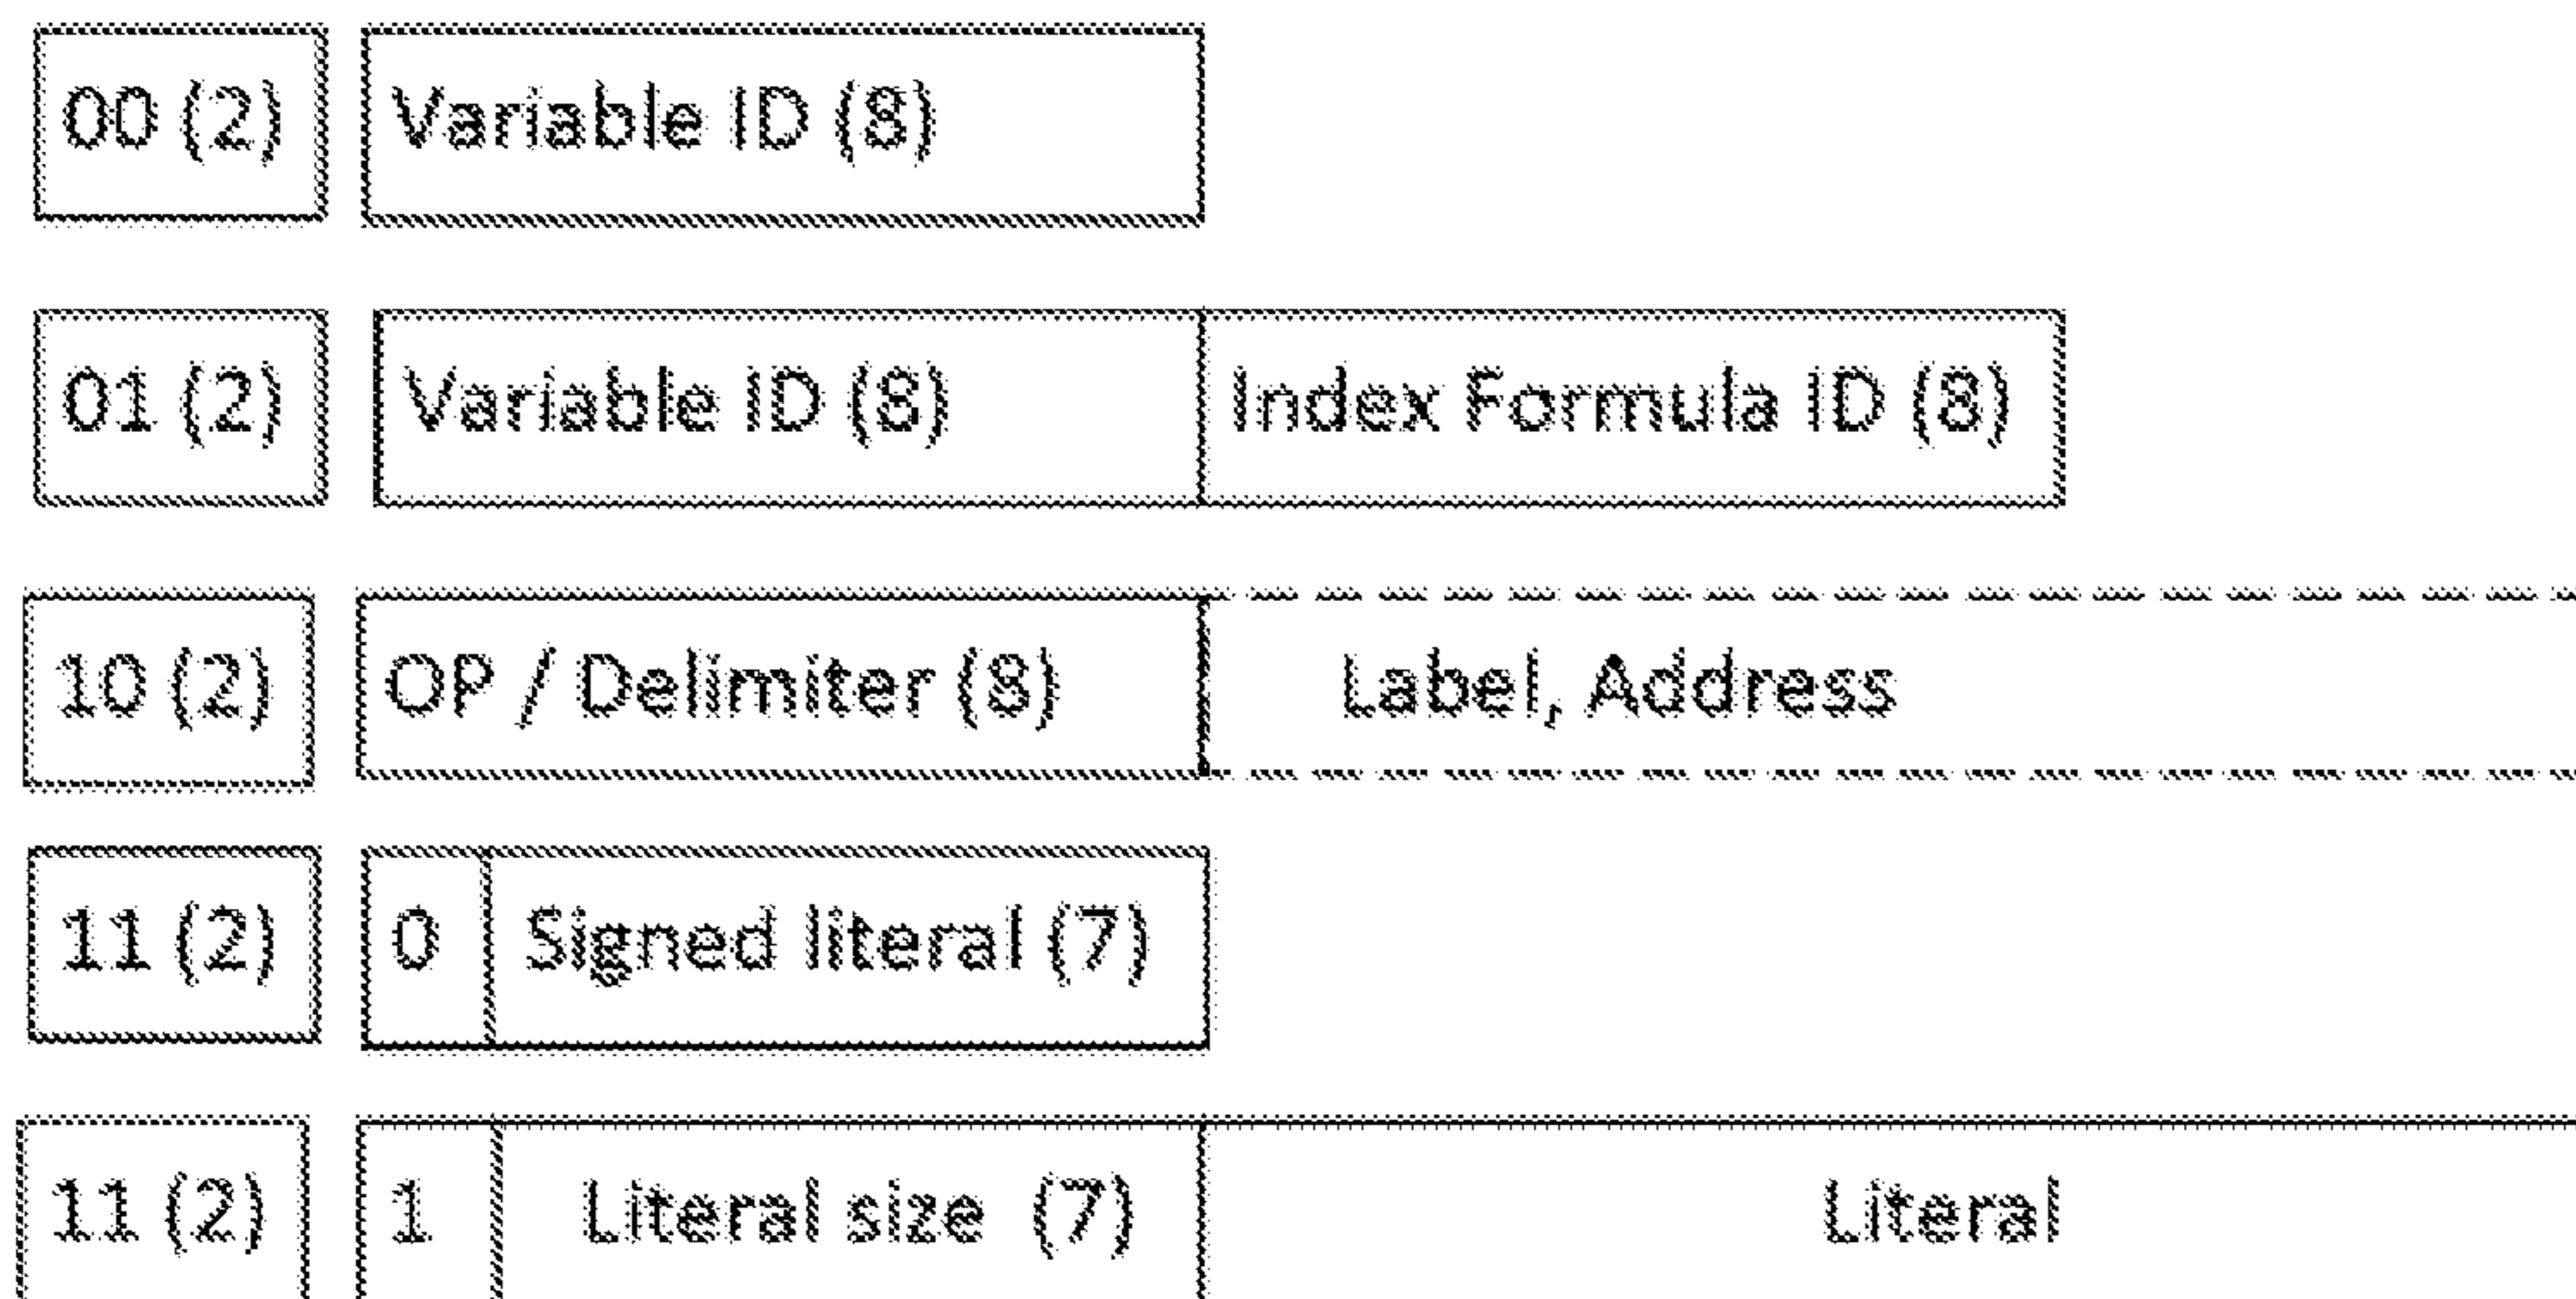 00 (2) Variable ID (8)
01 (2) Variable ID (8) Index Formula ID (8)
10 (2) OP / Delimiter (8) Label, Address
11 (2) 0 Signed literal (7)
11 (2) 1 Literal size (7) Literal